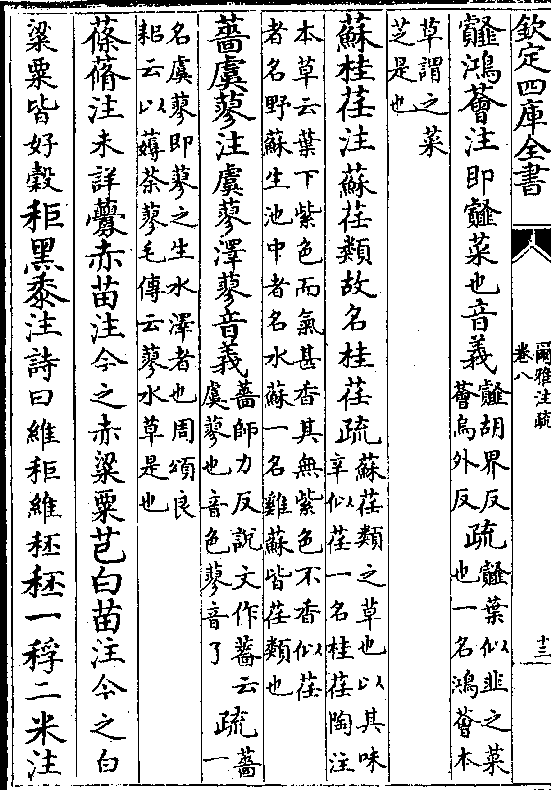 欽定四庫全書
爾雅注疏
卷八
十三
䪥鴻薈注即䪥菜也音義
䪥胡界反
薈烏外反
疏
䪥葉似韭之菜
也一名鴻薈本
草謂之菜
芝是也
蘇桂荏注蘇荏類故名桂荏疏
蘇荏類之草也以其味
辛似荏一名桂荏陶注
本草云葉下紫色而氣甚香其無紫色不香似荏
者名野蘇生池中者名水蘇一名雞蘇皆荏類也
薔虞蓼注虞蓼澤蓼音義
薔師力反說文作薔云
虞蓼也音色蓼音了
疏
薔
一
名虞蓼即蓼之生水澤者也周頌良
耜云以薅荼蓼毛傳云蓼水草是也
蓧蓨注未詳虋赤苗注今之赤粱粟芑白苗注今之白
粱粟皆好穀秬黑黍注詩曰維秬維秠秠一稃二米注